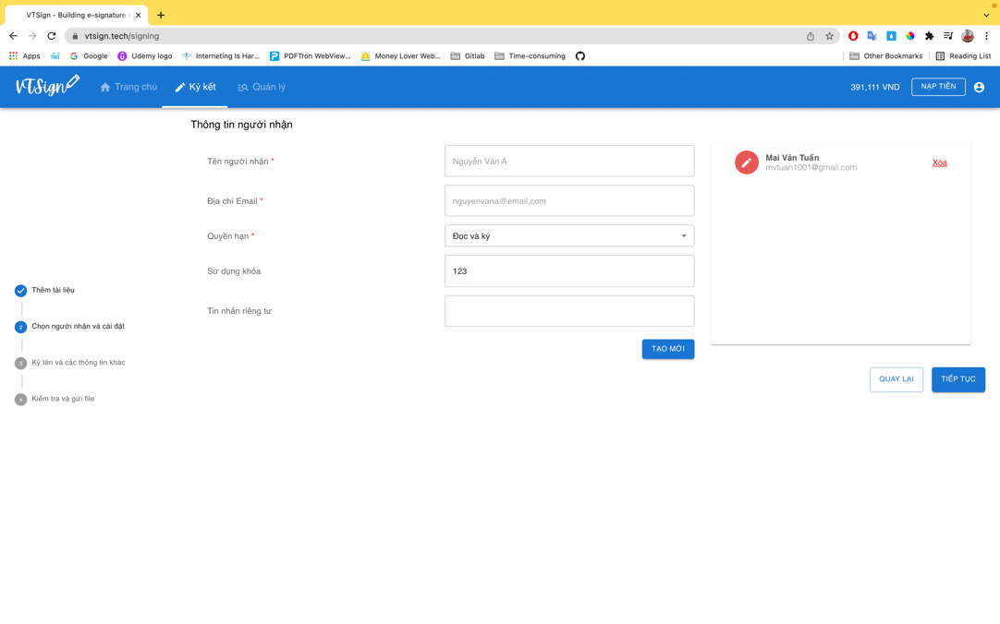 VTSign - Building e-signature
vtsign.tech/signing
Apps
tiki
Google
Udemy logo
Interneting Is Har...
PDFTron WebView...
Money Lover Web...
Gitlab
Time-consuming
Other Bookmarks
Reading List
VTSign
Trang chủ
Ký kết
Quản lý
391,111 VND
NẠP TIỀN
Thông tin người nhận
Tên người nhận *
Nguyễn Văn A
Địa chỉ Email *
nguyenvana@email.com
Quyền hạn *
Đọc và ký
Sử dụng khóa
123
Tin nhắn riêng tư
TẠO MỚI
Mai Văn Tuấn
mvtuan1001@gmail.com
Xóa
QUAY LẠI
TIẾP TỤC
Thêm tài liệu
2 Chọn người nhận và cài đặt
3 Ký tên và các thông tin khác
4 Kiểm tra và gửi file